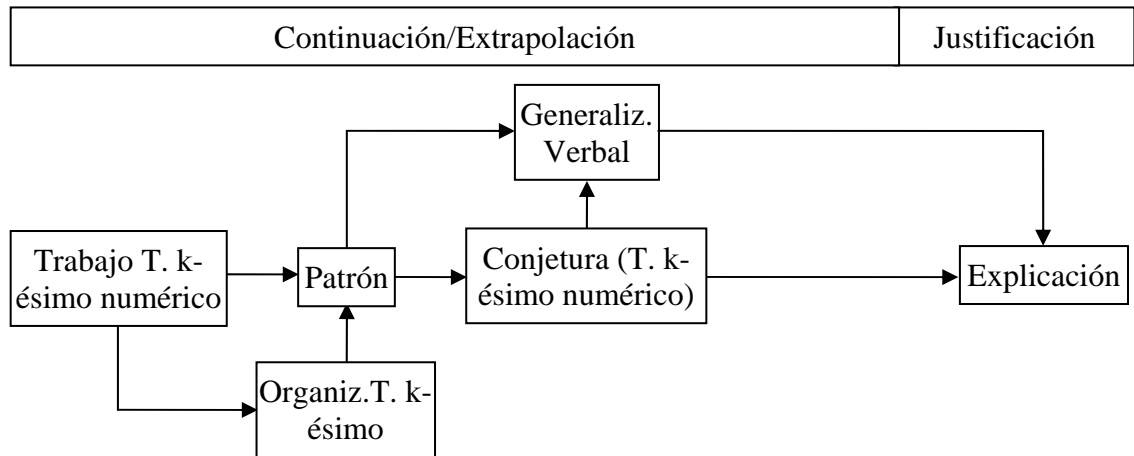 Continuación/Extrapolación
Justificación
Generaliz.
Verbal
Trabajo T. k-
ésimo numérico
Patrón
Conjetura (T. k-
ésimo numérico)
Explicación
Organiz.T. k-
ésimo